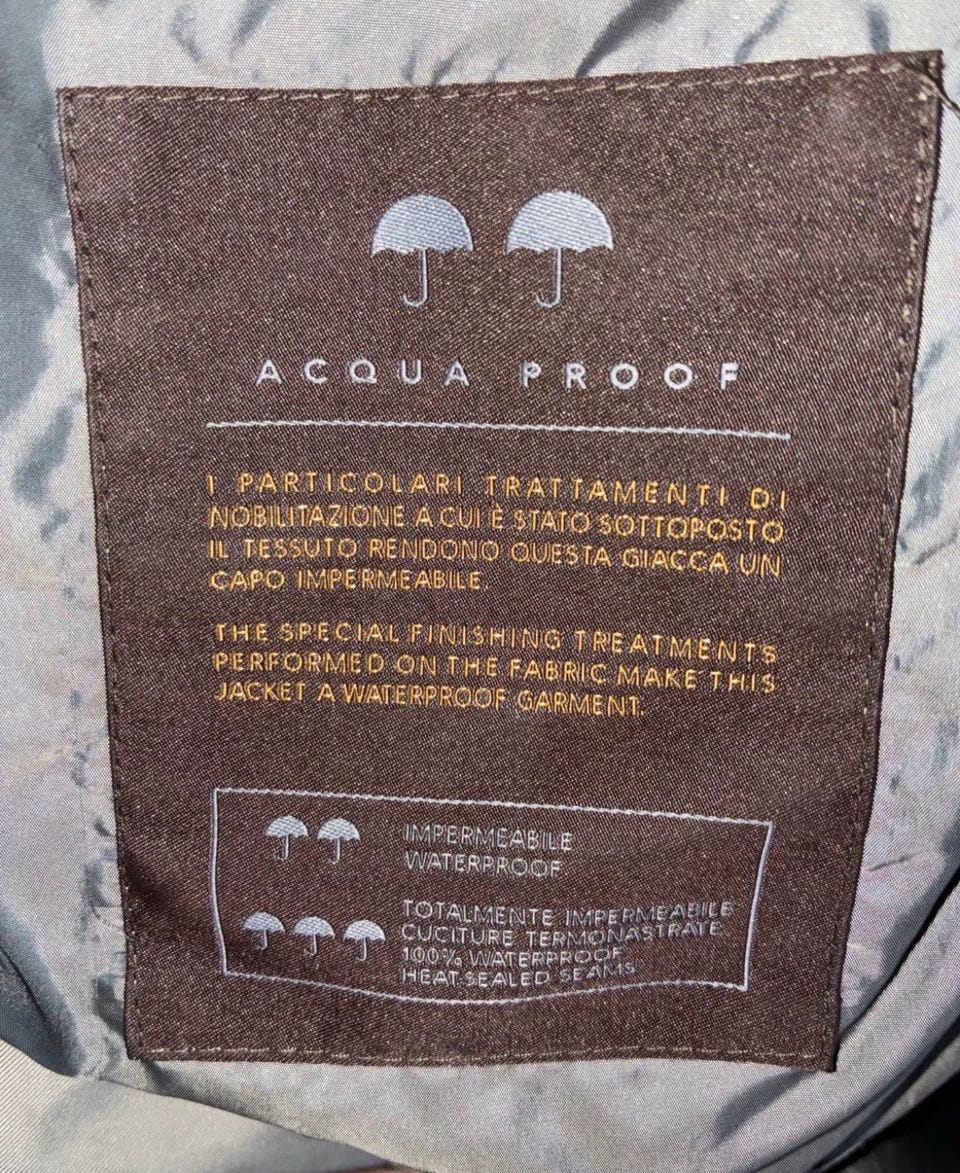 ACQUA PROOF
I PARTICOLARI TRATTAMENTI DI
NOBILITAZIONE A CUI È STATO SOTTOPOSTO
IL TESSUTO RENDONO QUESTA GIACCA UN
CAPO IMPERMEABILE.
THE SPECIAL FINISHING TREATMENTS
PERFORMED ON THE FABRIC MAKE THIS
JACKET A WATERPROOF GARMENT.
IMPERMEABILE
WATERPROOF
TOTALMENTE IMPERMEABILE
CUCITURE TERMONASTRATE
100% WATERPROOF
HEAT-SEALED SEAMS